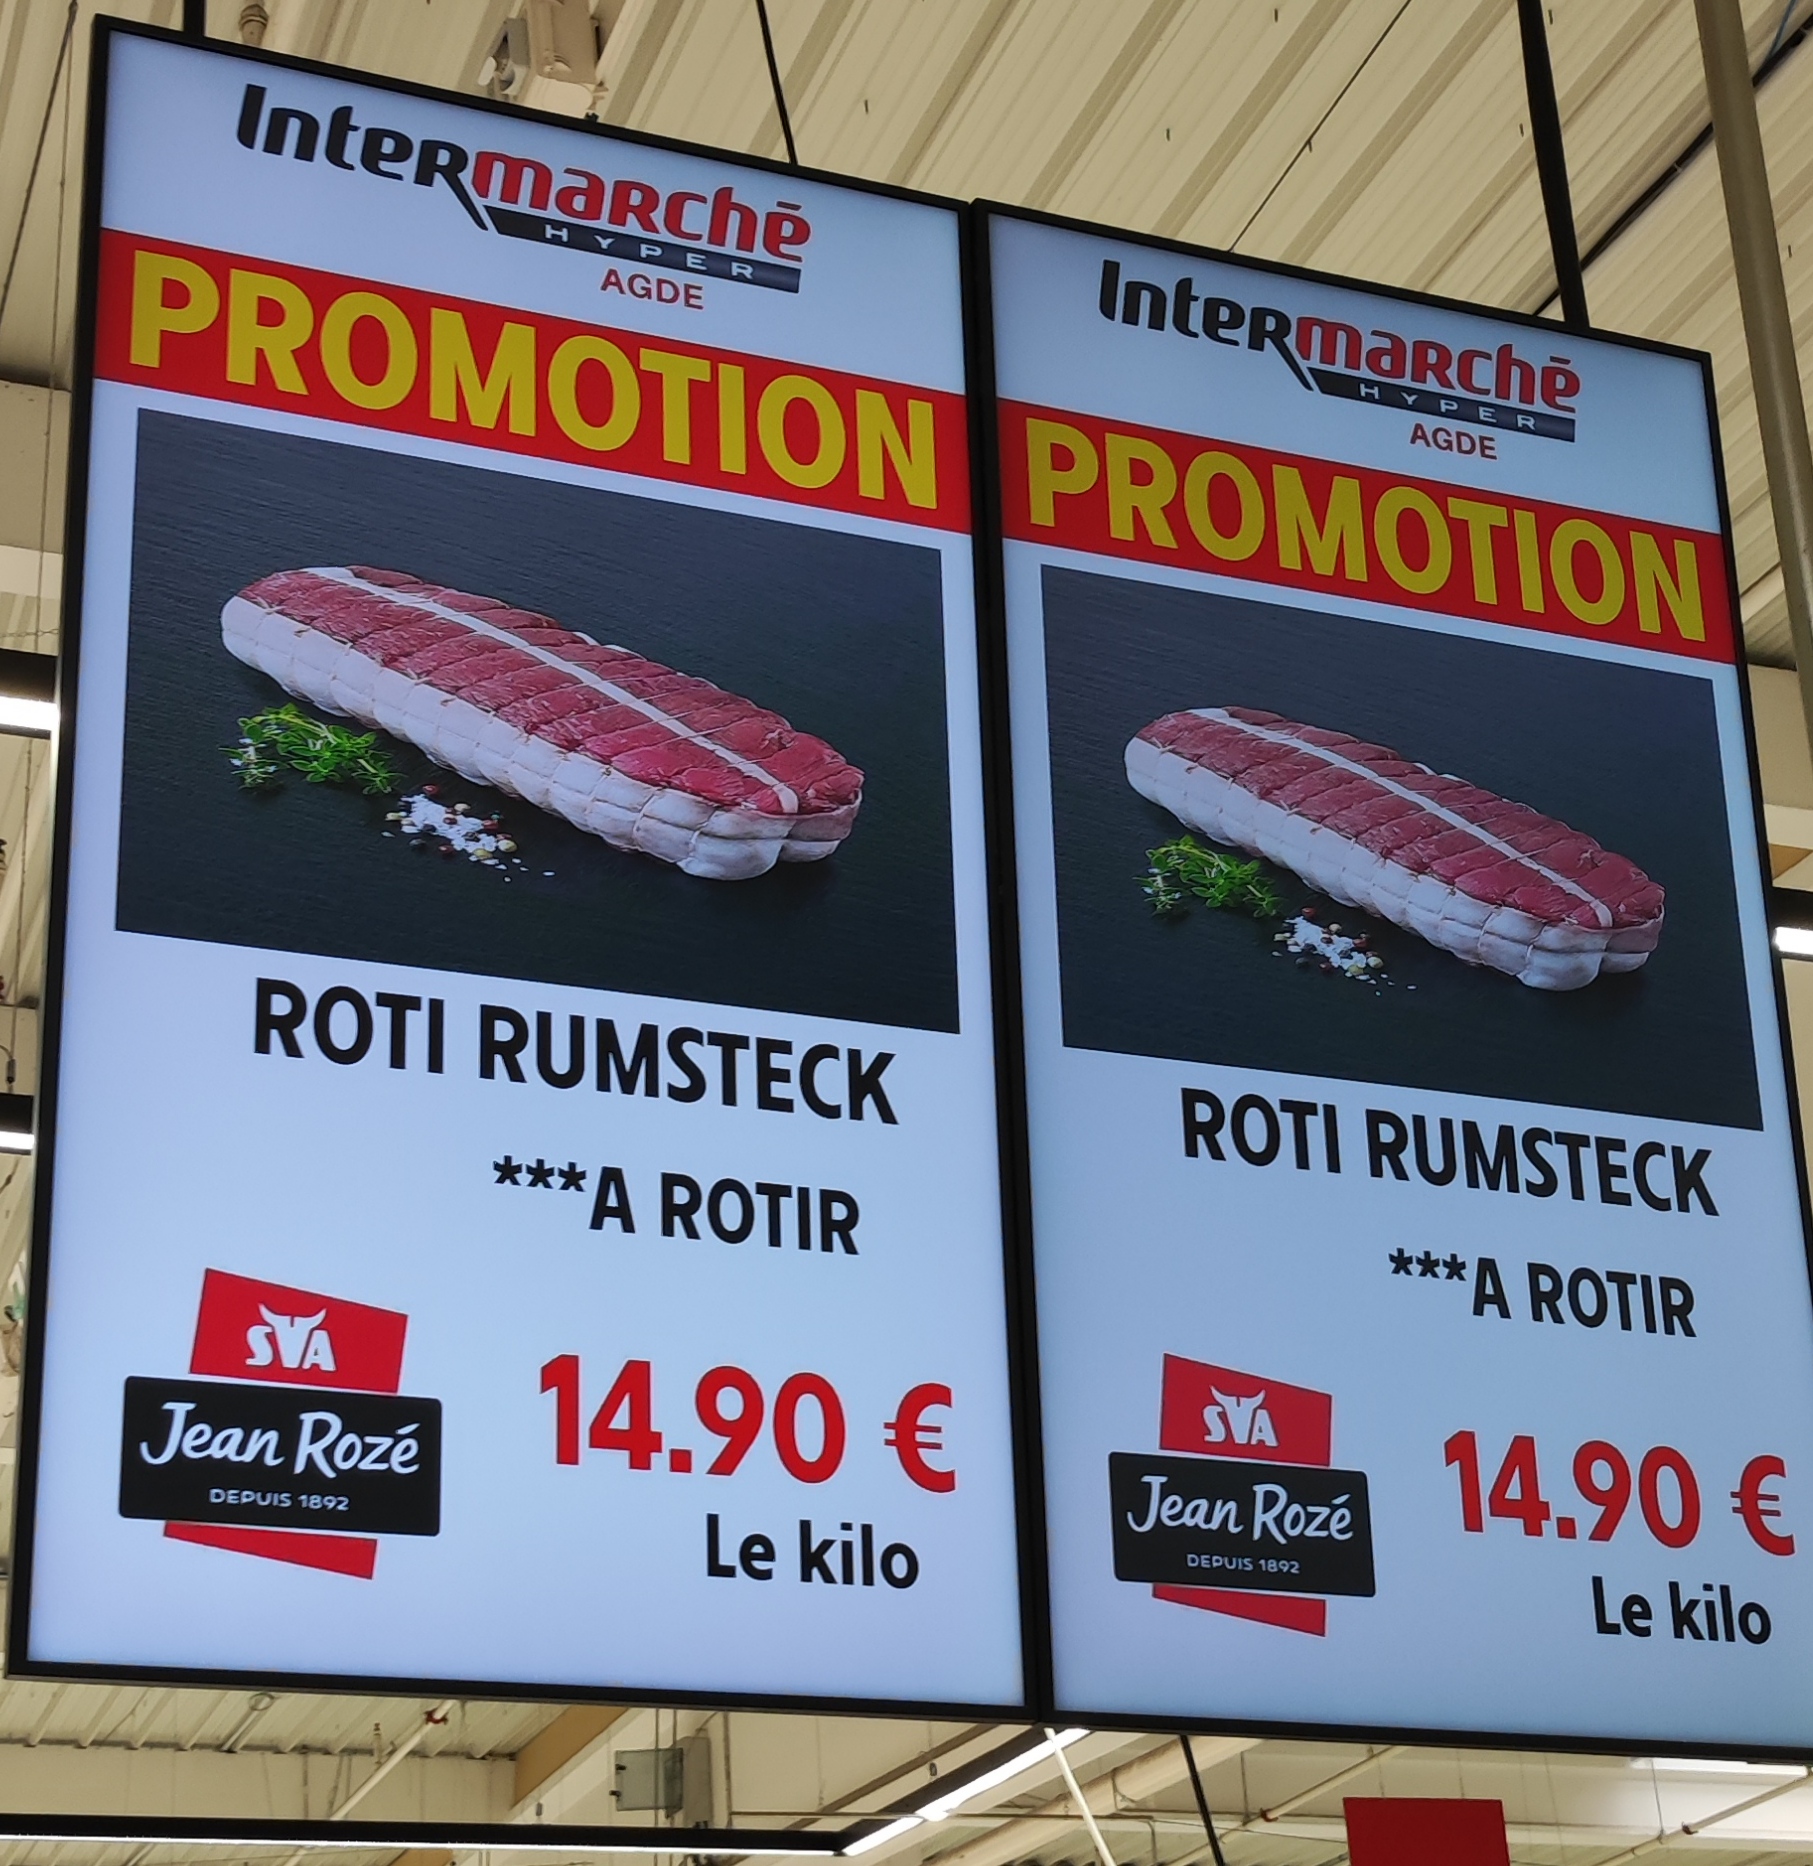 Intermarché
HYPER
AGDE
PROMOTION
ROTI RUMSTECK
***A ROTIR
SVA
Jean Rozé
DEPUIS 1892
14.90 €
Le kilo
Intermarché
HYPER
AGDE
PROMOTION
ROTI RUMSTECK
***A ROTIR
SVA
Jean Rozé
DEPUIS 1892
14.90 €
Le kilo